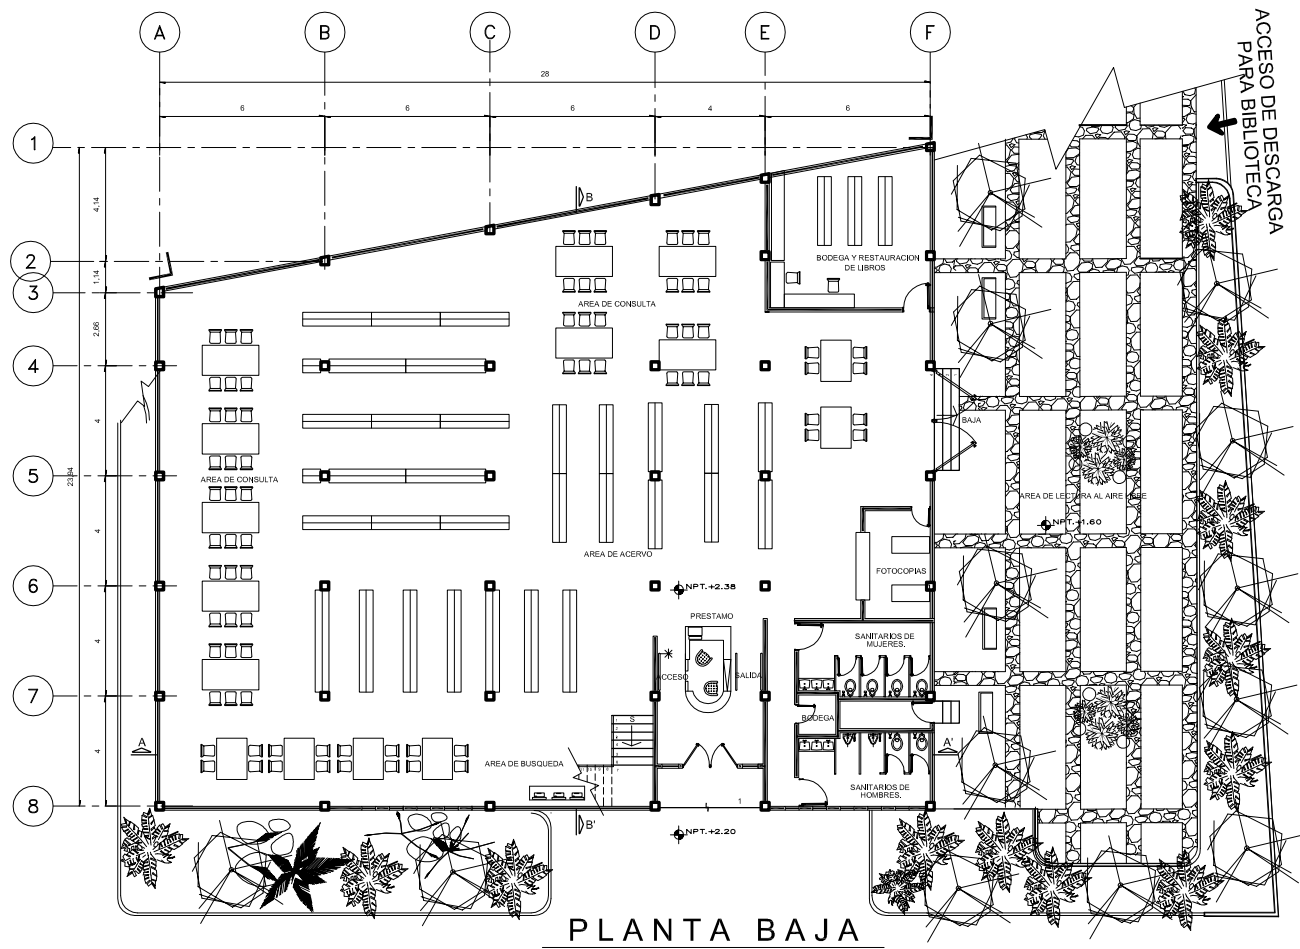 A
B
C
D
E
F
28
6
6
6
4
6
ACCESO DE DESCARGA
PARA BIBLIOTECA
1
2
3
4
5
6
7
8
4,14
1,14
2,66
4
4
4
4
23,94
B
BODEGA Y RESTAURACION
DE LIBROS
AREA DE CONSULTA
BAJA
AREA DE CONSULTA
AREA DE LECTURA AL AIRE LIBRE
NPT.+1.60
AREA DE ACERVO
FOTOCOPIAS
NPT.+2.38
PRESTAMO
SANITARIOS DE
MUJERES.
ACCESO
SALIDA
BODEGA
S
A
A'
AREA DE BUSQUEDA
SANITARIOS DE
HOMBRES.
1
B'
NPT.+2.20
PLANTA BAJA